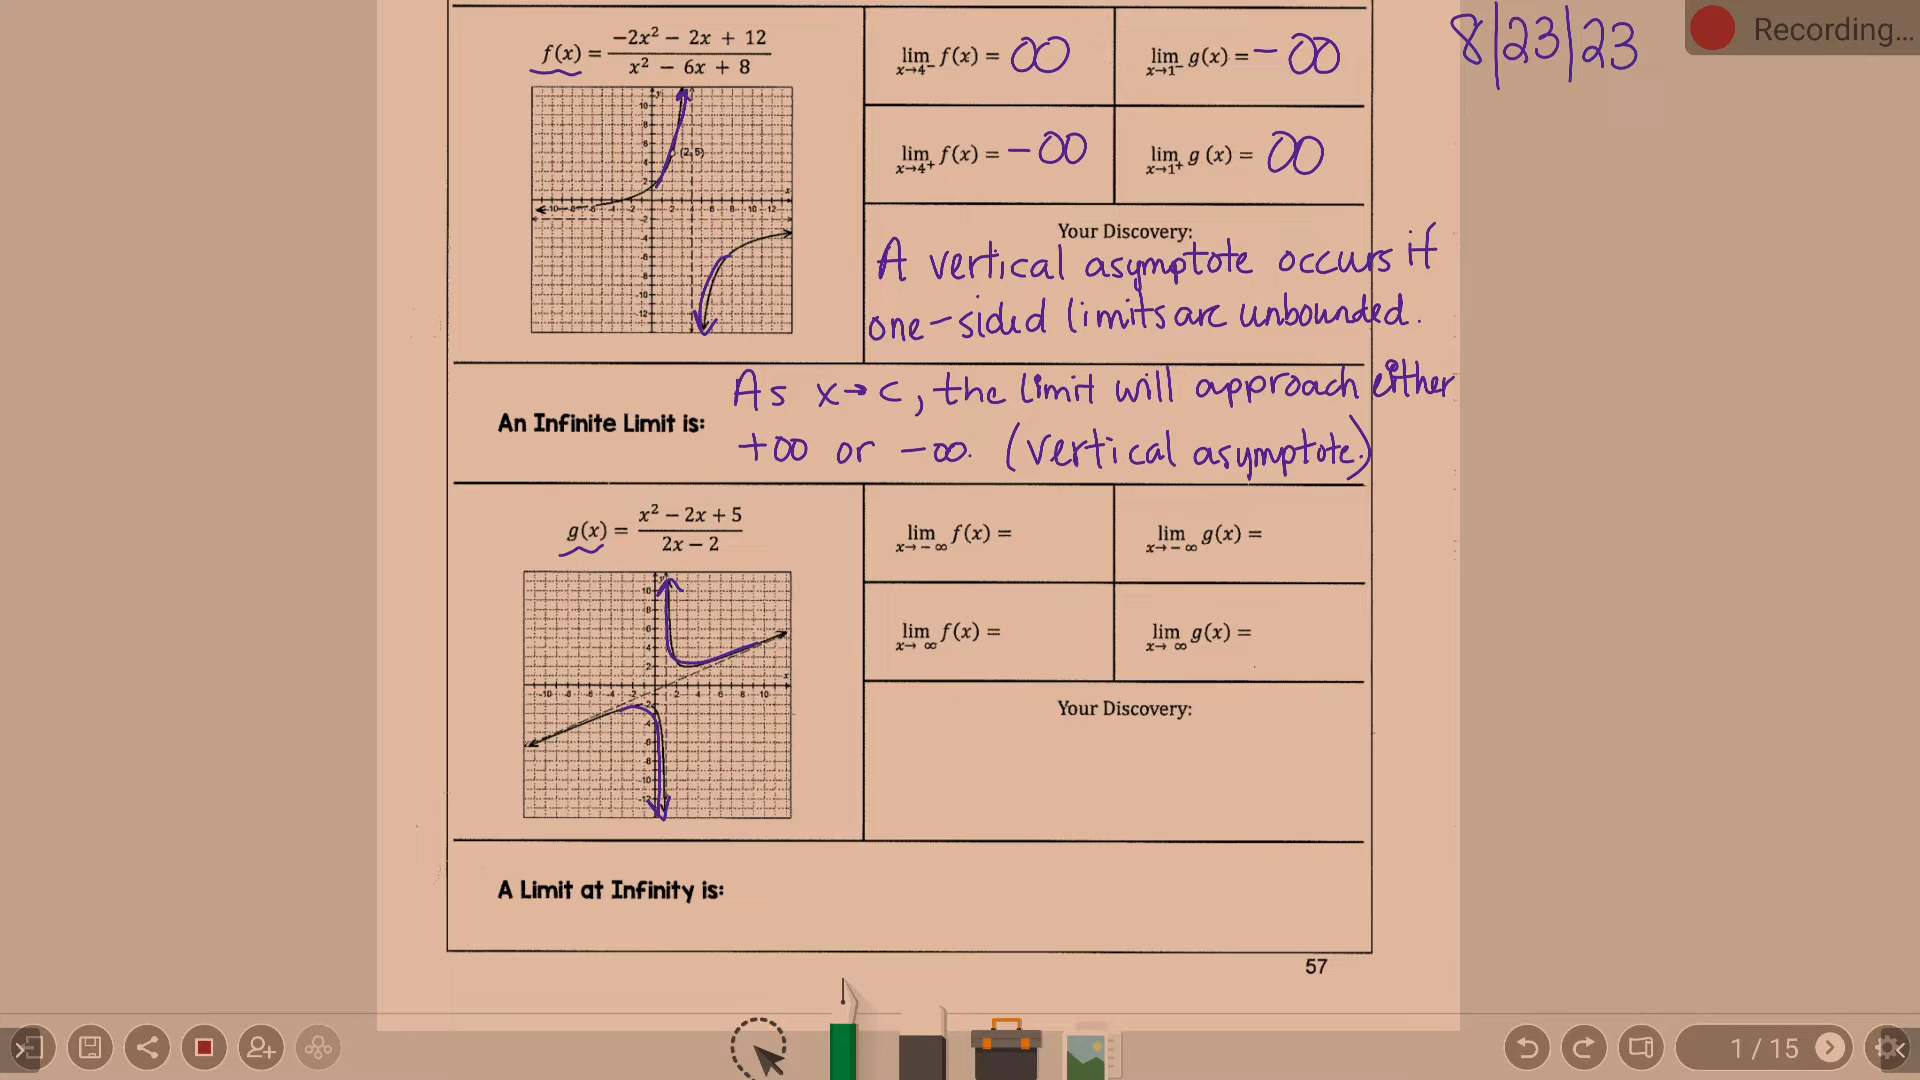 8|23|23
Recording...
f(x) = −2x² − 2x + 12 / x² − 6x + 8
lim x→4⁻ f(x) = ∞
lim x→1⁻ g(x) = −∞
lim x→4⁺ f(x) = −∞
lim x→1⁺ g (x) = ∞
(2,5)
Your Discovery:
A vertical asymptote occurs if
one-sided limits are unbounded.
An Infinite Limit is:
As x→c, the limit will approach either
+∞ or −∞. (vertical asymptote.)
g(x) = x² − 2x + 5 / 2x − 2
lim x→ −∞ f(x) =
lim x→ −∞ g(x) =
lim x→ ∞ f(x) =
lim x→ ∞ g(x) =
Your Discovery:
A Limit at Infinity is:
57
1 / 15